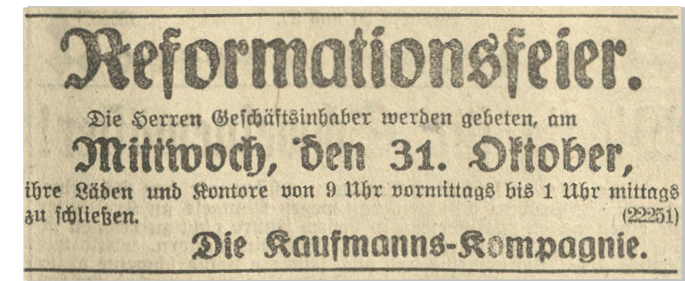 Reformationsfeier.
Die Herren Geschäftsinhaber werden gebeten, am
Mittwoch, den 31. Oktober,
ihre Läden und Kontore von 9 Uhr vormittags bis 1 Uhr mittags
zu schließen. (22251)
Die Kaufmanns-Kompagnie.